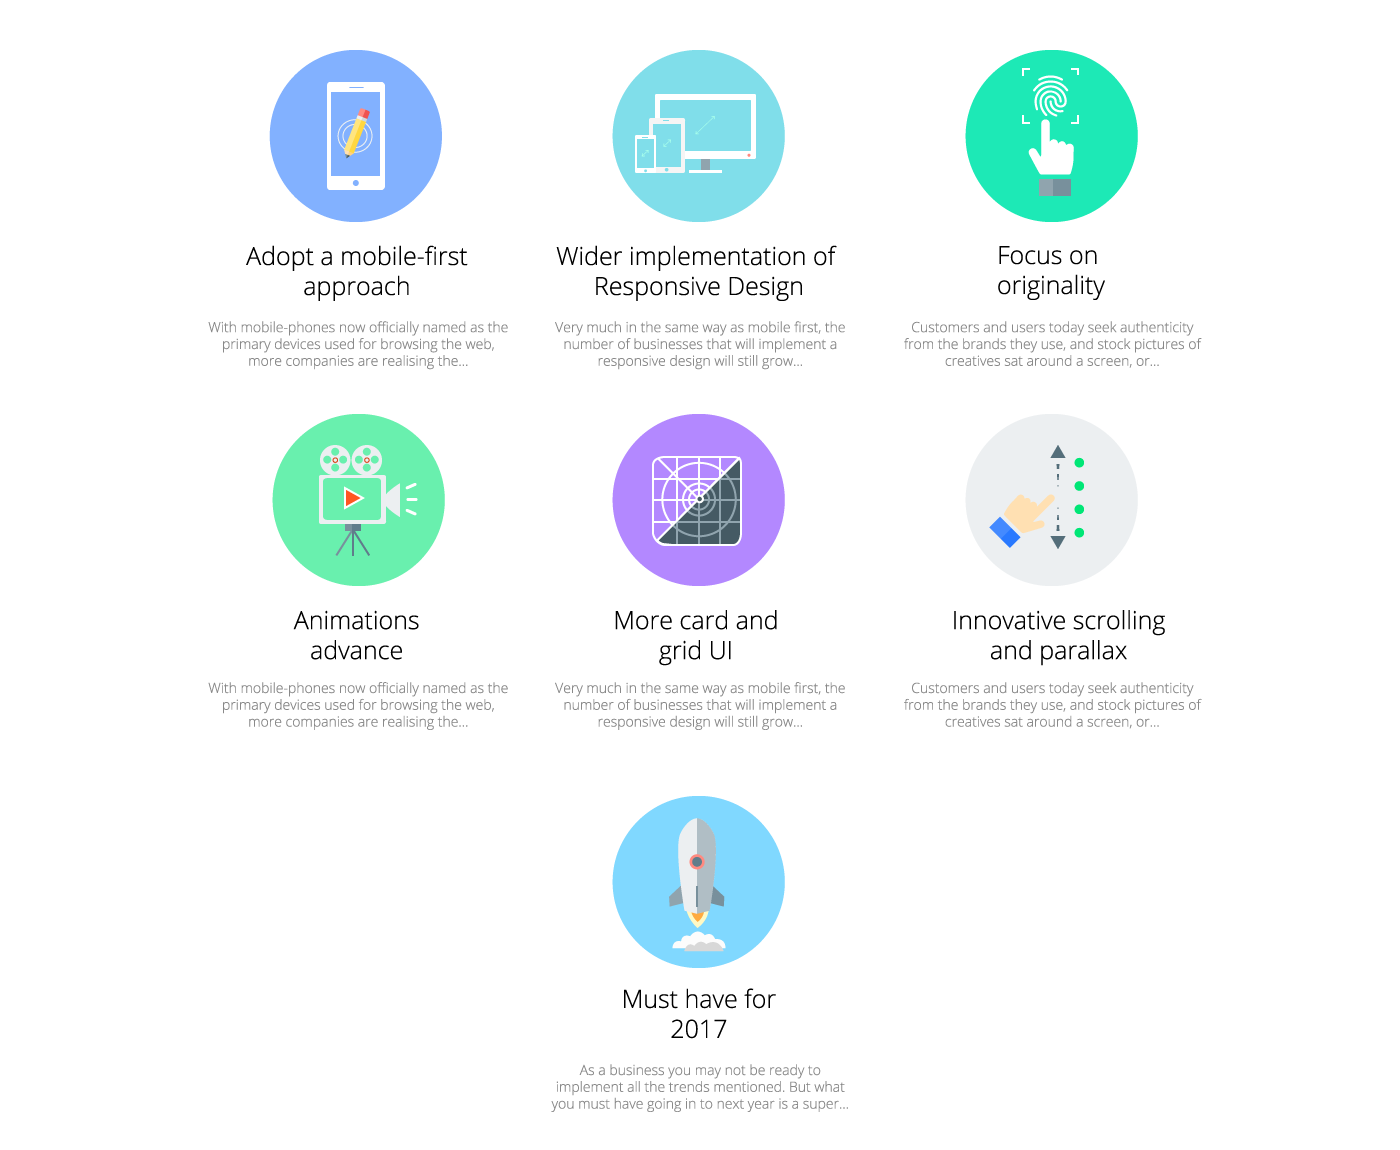 Adopt a mobile-first
approach
With mobile-phones now officially named as the
primary devices used for browsing the web,
more companies are realising the...
Wider implementation of
Responsive Design
Very much in the same way as mobile first, the
number of businesses that will implement a
responsive design will still grow...
Focus on
originality
Customers and users today seek authenticity
from the brands they use, and stock pictures of
creatives sat around a screen, or...
Animations
advance
With mobile-phones now officially named as the
primary devices used for browsing the web,
more companies are realising the...
More card and
grid UI
Very much in the same way as mobile first, the
number of businesses that will implement a
responsive design will still grow...
Innovative scrolling
and parallax
Customers and users today seek authenticity
from the brands they use, and stock pictures of
creatives sat around a screen, or...
Must have for
2017
As a business you may not be ready to
implement all the trends mentioned. But what
you must have going in to next year is a super...